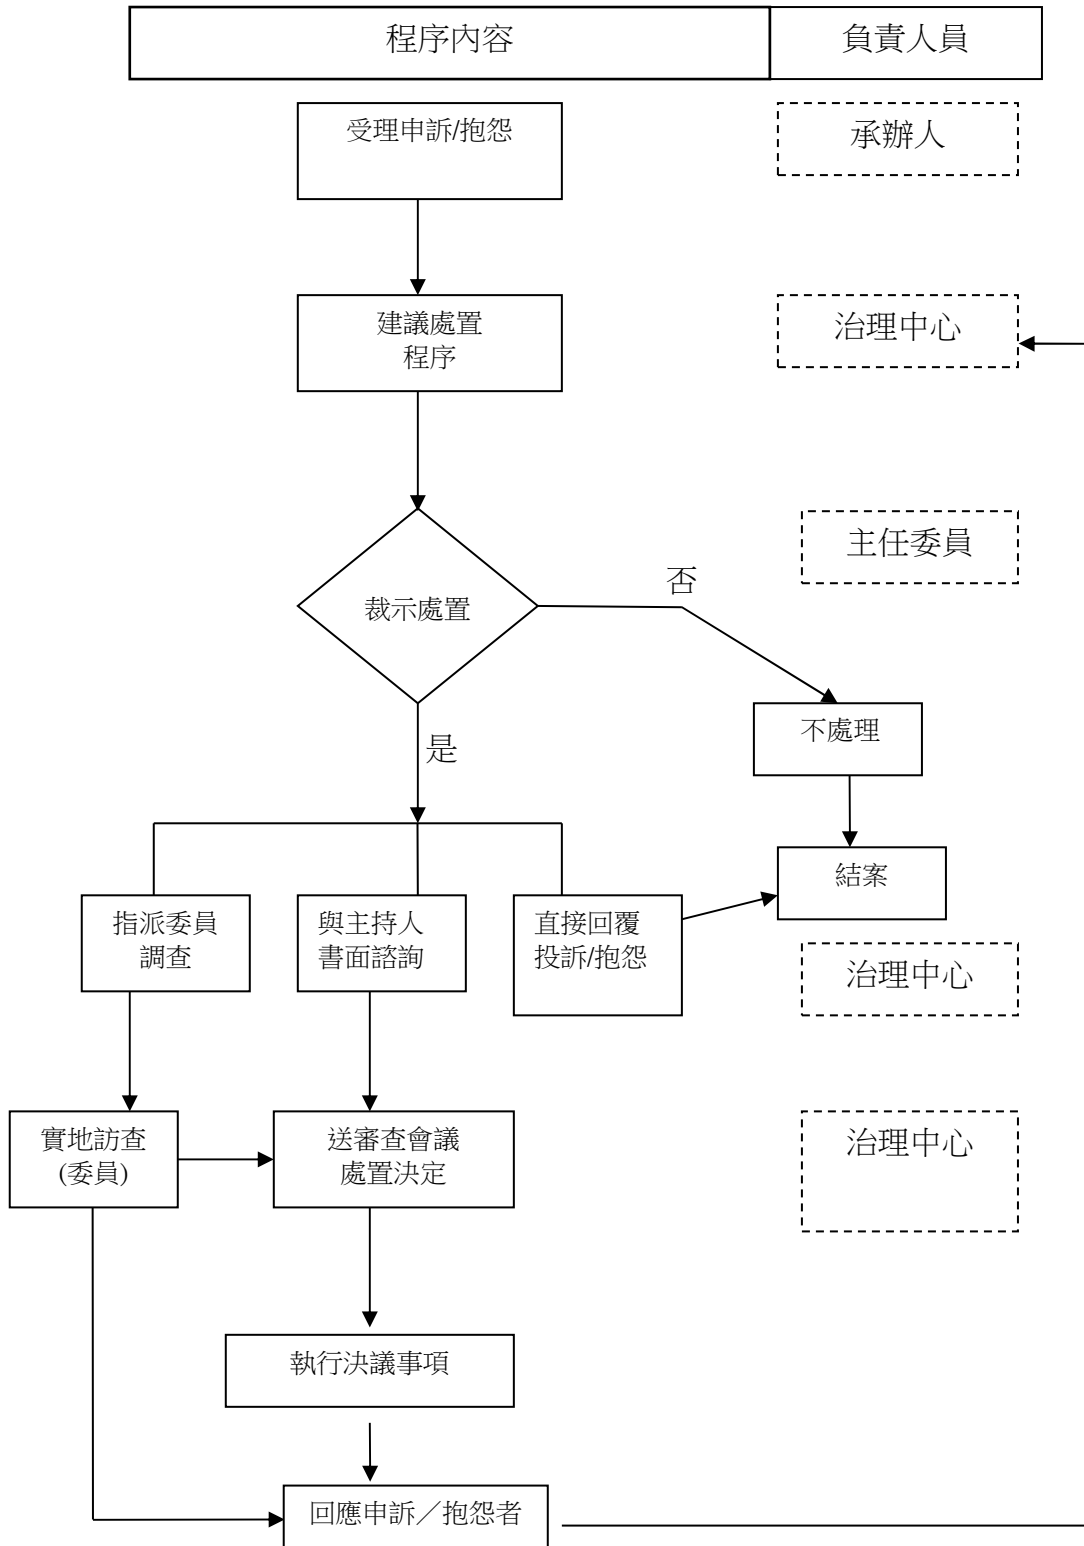 程序內容
負責人員
受理申訴/抱怨
承辦人
建議處置
程序
治理中心
主任委員
裁示處置
否
是
不處理
結案
指派委員
調查
與主持人
書面諮詢
直接回覆
投訴/抱怨
治理中心
實地訪查
(委員)
送審查會議
處置決定
治理中心
執行決議事項
回應申訴／抱怨者